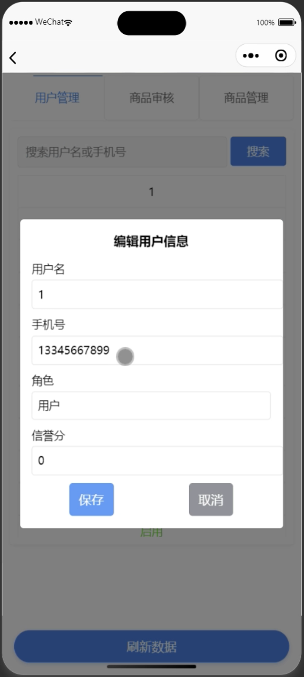 WeChat
100%
用户管理
商品审核
商品管理
搜索用户名或手机号
搜索
1
编辑用户信息
用户名
1
手机号
13345667899
角色
用户
信誉分
0
保存
取消
启用
刷新数据